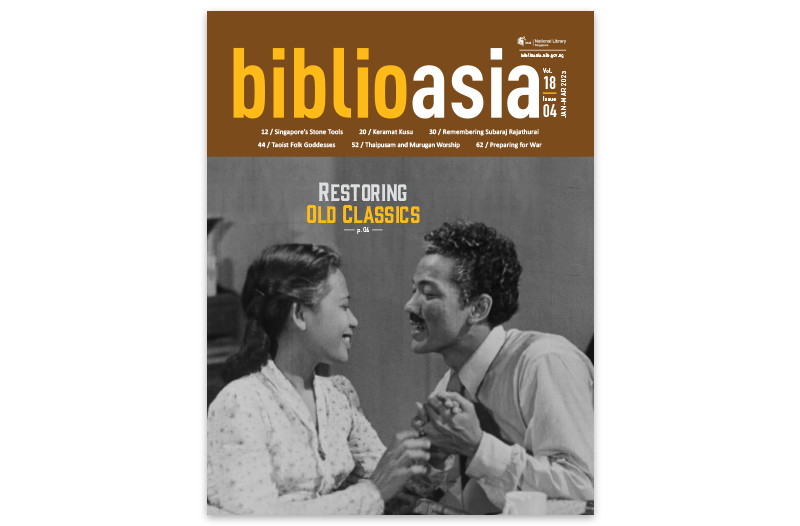 National Library
Singapore
biblioasia.nlb.gov.sg
biblioasia
Vol.
18
Issue
04
JAN–MAR 2023
12 / Singapore's Stone Tools 20 / Keramat Kusu 30 / Remembering Subaraj Rajathurai
44 / Taoist Folk Goddesses 52 / Thaipusam and Murugan Worship 62 / Preparing for War
RESTORING
OLD CLASSICS
p. 04